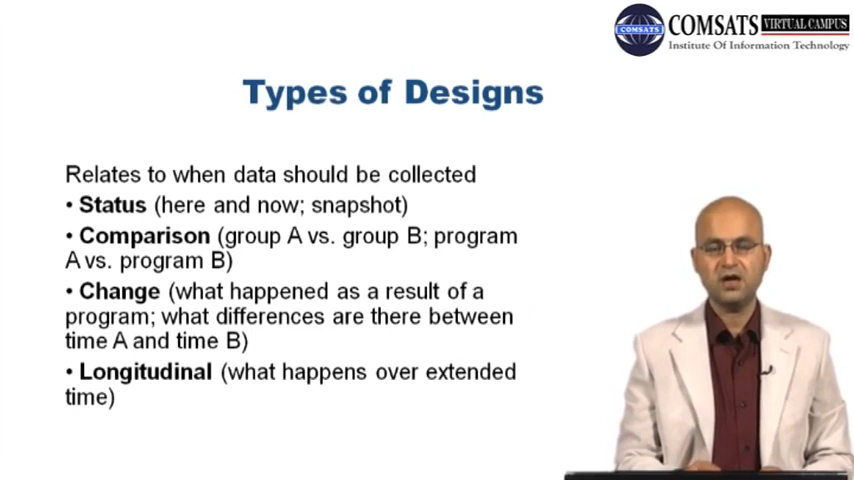 COMSATS
COMSATS VIRTUAL CAMPUS
Institute Of Information Technology
Types of Designs
Relates to when data should be collected
• Status (here and now; snapshot)
• Comparison (group A vs. group B; program
A vs. program B)
• Change (what happened as a result of a
program; what differences are there between
time A and time B)
• Longitudinal (what happens over extended
time)